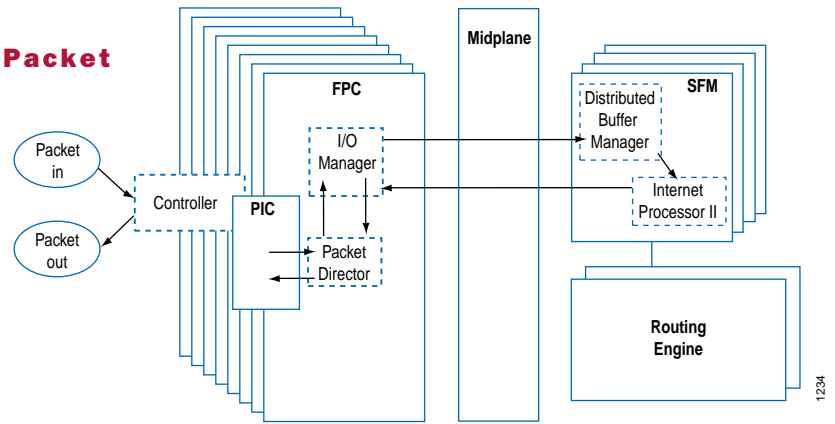 Packet
Midplane
FPC
SFM
Distributed
Buffer
Manager
I/O
Manager
Packet
in
Controller
PIC
Internet
Processor II
Packet
out
Packet
Director
Routing
Engine
1234